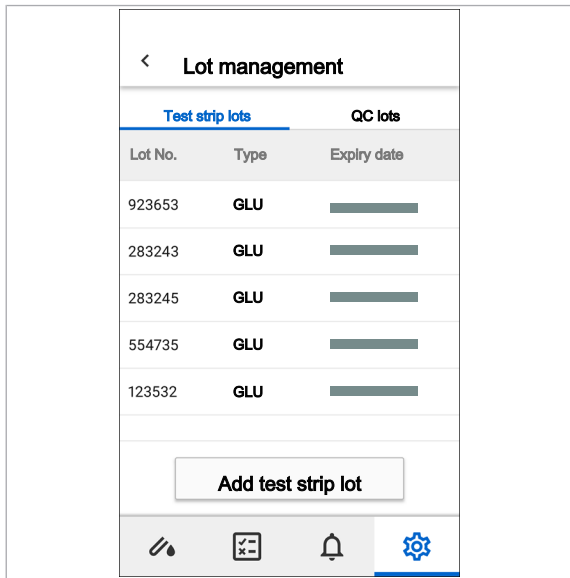 Lot management
Test strip lots QC lots
Lot No. Type Expiry date
923653 GLU
283243 GLU
283245 GLU
554735 GLU
123532 GLU
Add test strip lot